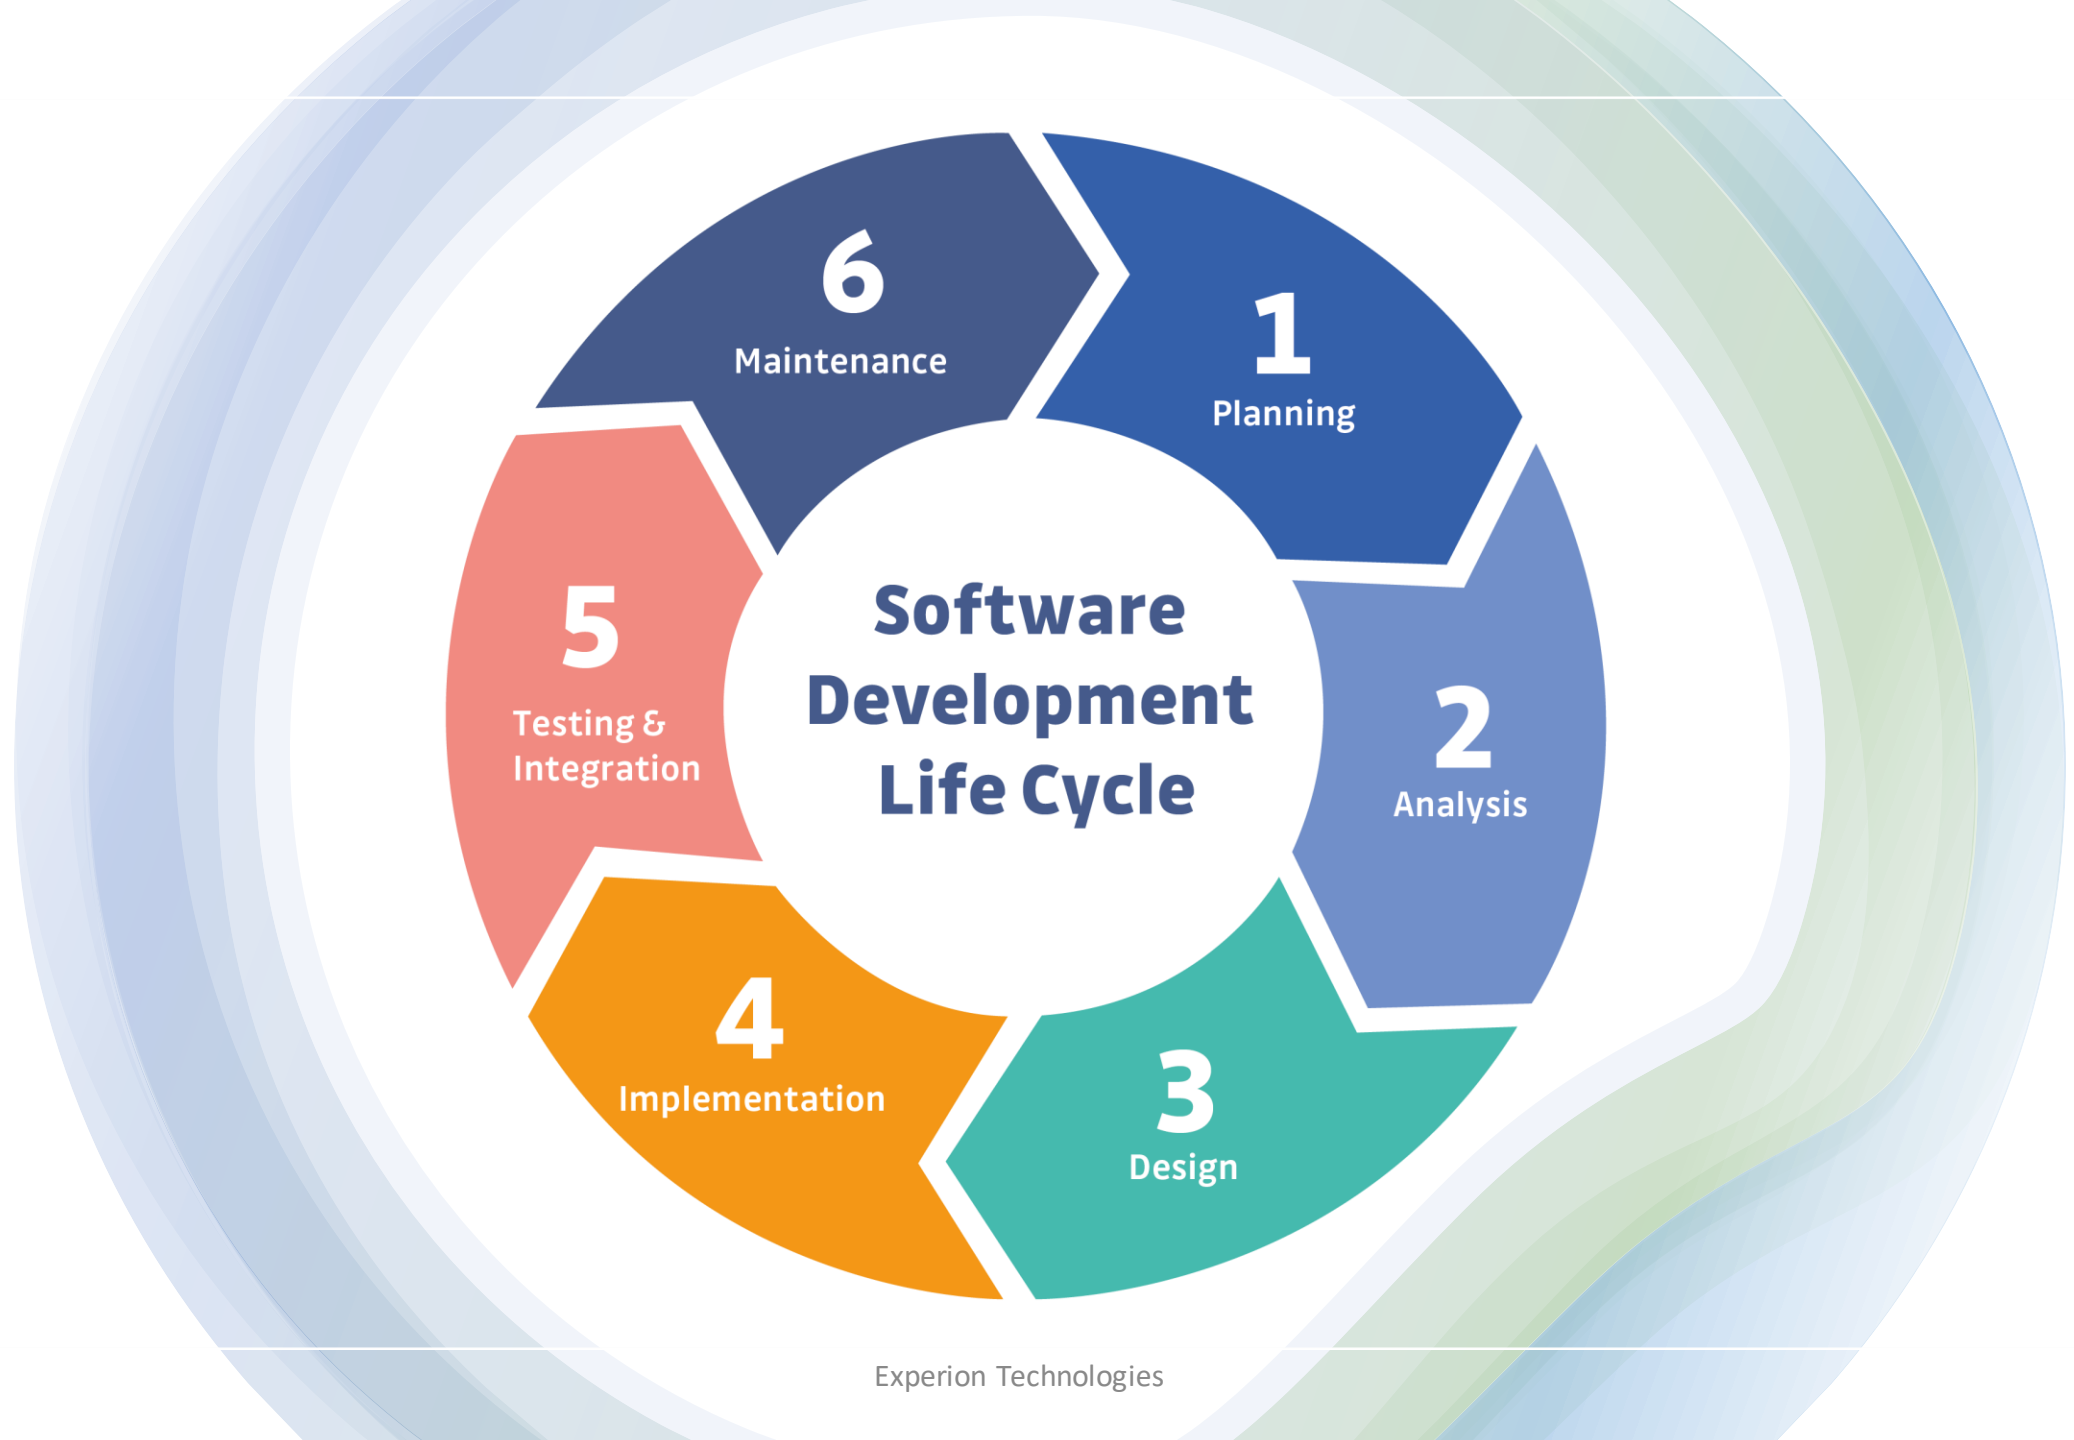 Software
Development
Life Cycle
1
Planning
2
Analysis
3
Design
4
Implementation
5
Testing &
Integration
6
Maintenance
Experion Technologies